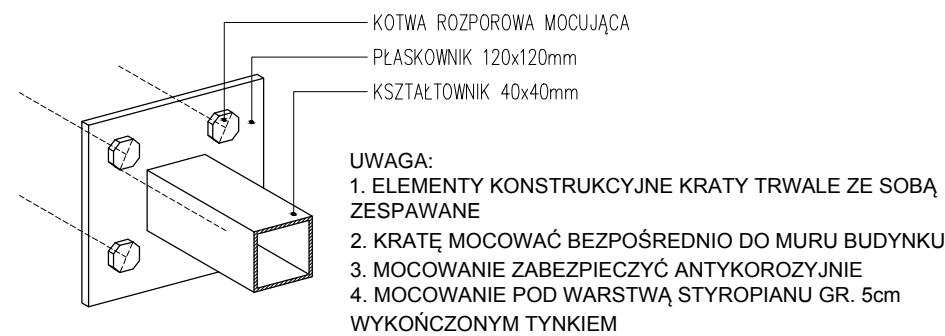 KOTWA ROZPOROWA MOCUJĄCA
PŁASKOWNIK 120x120mm
KSZTAŁTOWNIK 40x40mm
UWAGA:
1. ELEMENTY KONSTRUKCYJNE KRATY TRWALE ZE SOBĄ
ZESPAWANE
2. KRATĘ MOCOWAĆ BEZPOŚREDNIO DO MURU BUDYNKU
3. MOCOWANIE ZABEZPIECZYĆ ANTYKOROZYJNIE
4. MOCOWANIE POD WARSTWĄ STYROPIANU GR. 5cm
WYKOŃCZONYM TYNKIEM